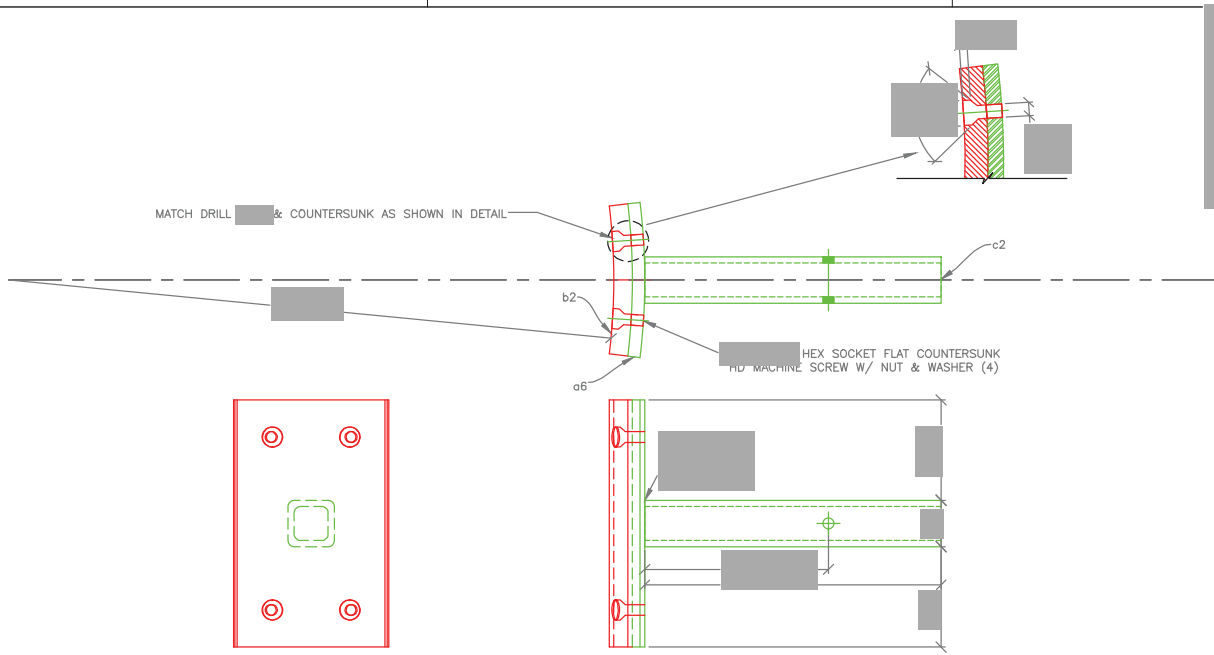 MATCH DRILL & COUNTERSUNK AS SHOWN IN DETAIL
c2
b2
HEX SOCKET FLAT COUNTERSUNK
HD MACHINE SCREW W/ NUT & WASHER (4)
a6